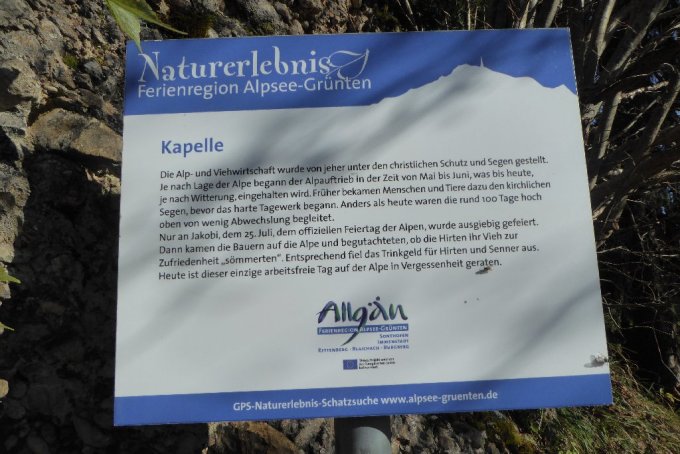 Naturerlebnis
Ferienregion Alpsee-Grünten
Kapelle
Die Alp- und Viehwirtschaft wurde von jeher unter den christlichen Schutz und Segen gestellt.
Je nach Lage der Alpe begann der Alpauftrieb in der Zeit von Mai bis Juni, was bis heute,
je nach Witterung, eingehalten wird. Früher bekamen Menschen und Tiere dazu den kirchlichen
Segen, bevor das harte Tagewerk begann. Anders als heute waren die rund 100 Tage hoch
oben von wenig Abwechslung begleitet.
Nur an Jakobi, dem 25. Juli, dem offiziellen Feiertag der Alpen, wurde ausgiebig gefeiert.
Dann kamen die Bauern auf die Alpe und begutachteten, ob die Hirten ihr Vieh zur
Zufriedenheit „sömmerten“. Entsprechend fiel das Trinkgeld für Hirten und Senner aus.
Heute ist dieser einzige arbeitsfreie Tag auf der Alpe in Vergessenheit geraten.
Allgäu
Ferienregion Alpsee-Grünten
Sonthofen
Immenstadt
Rettenberg · Blaichach · Burgberg
GPS-Naturerlebnis-Schatzsuche www.alpsee-gruenten.de